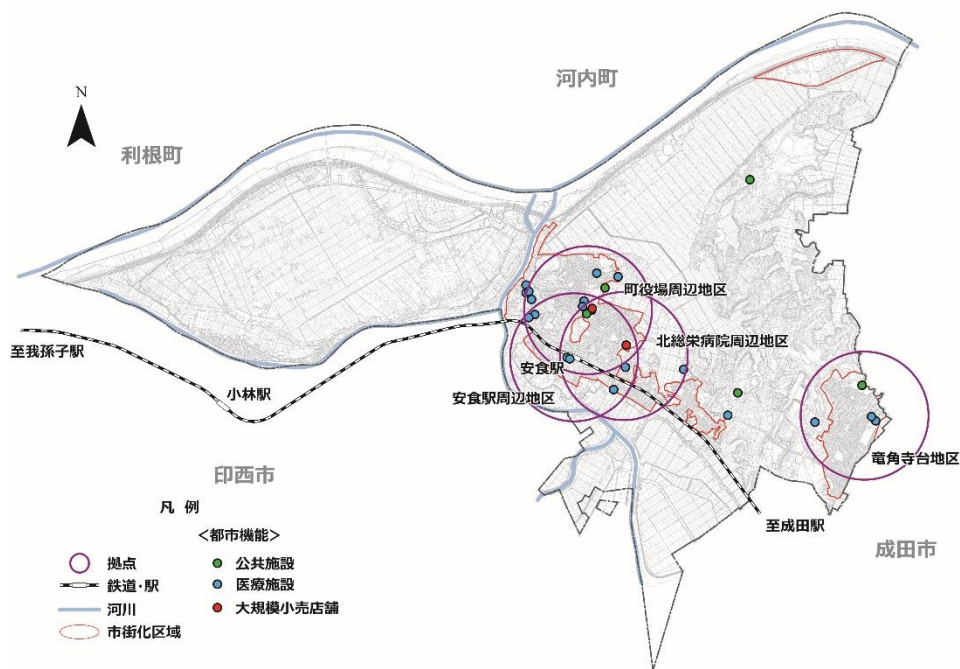 河内町
N
利根町
町役場周辺地区
北総栄病院周辺地区
至我孫子駅
安食駅
小林駅
安食駅周辺地区
竜角寺台地区
印西市
至成田駅
成田市
凡 例
<都市機能>
拠点
公共施設
鉄道・駅
医療施設
河川
大規模小売店舗
市街化区域